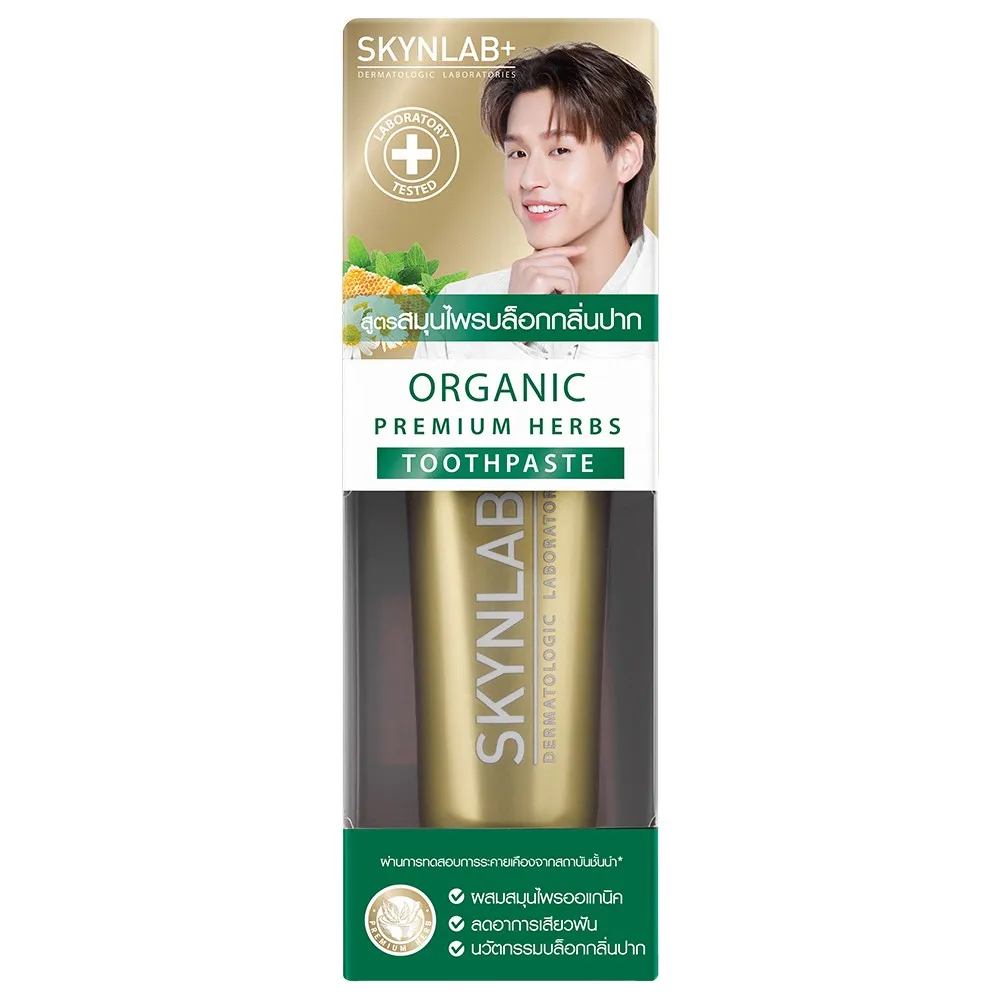 SKYNLAB+
DERMATOLOGIC LABORATORIES
LABORATORY
TESTED
สูตรสมุนไพรบล็อกกลิ่นปาก
ORGANIC
PREMIUM HERBS
TOOTHPASTE
SKYNLAB
DERMATOLOGIC LABORATOR
ผ่านการทดสอบการระคายเคืองจากสถาบันชั้นนำ*
ผสมสมุนไพรออแกนิค
ลดอาการเสียวฟัน
นวัตกรรมบล็อกกลิ่นปาก
PREMIUM HERB